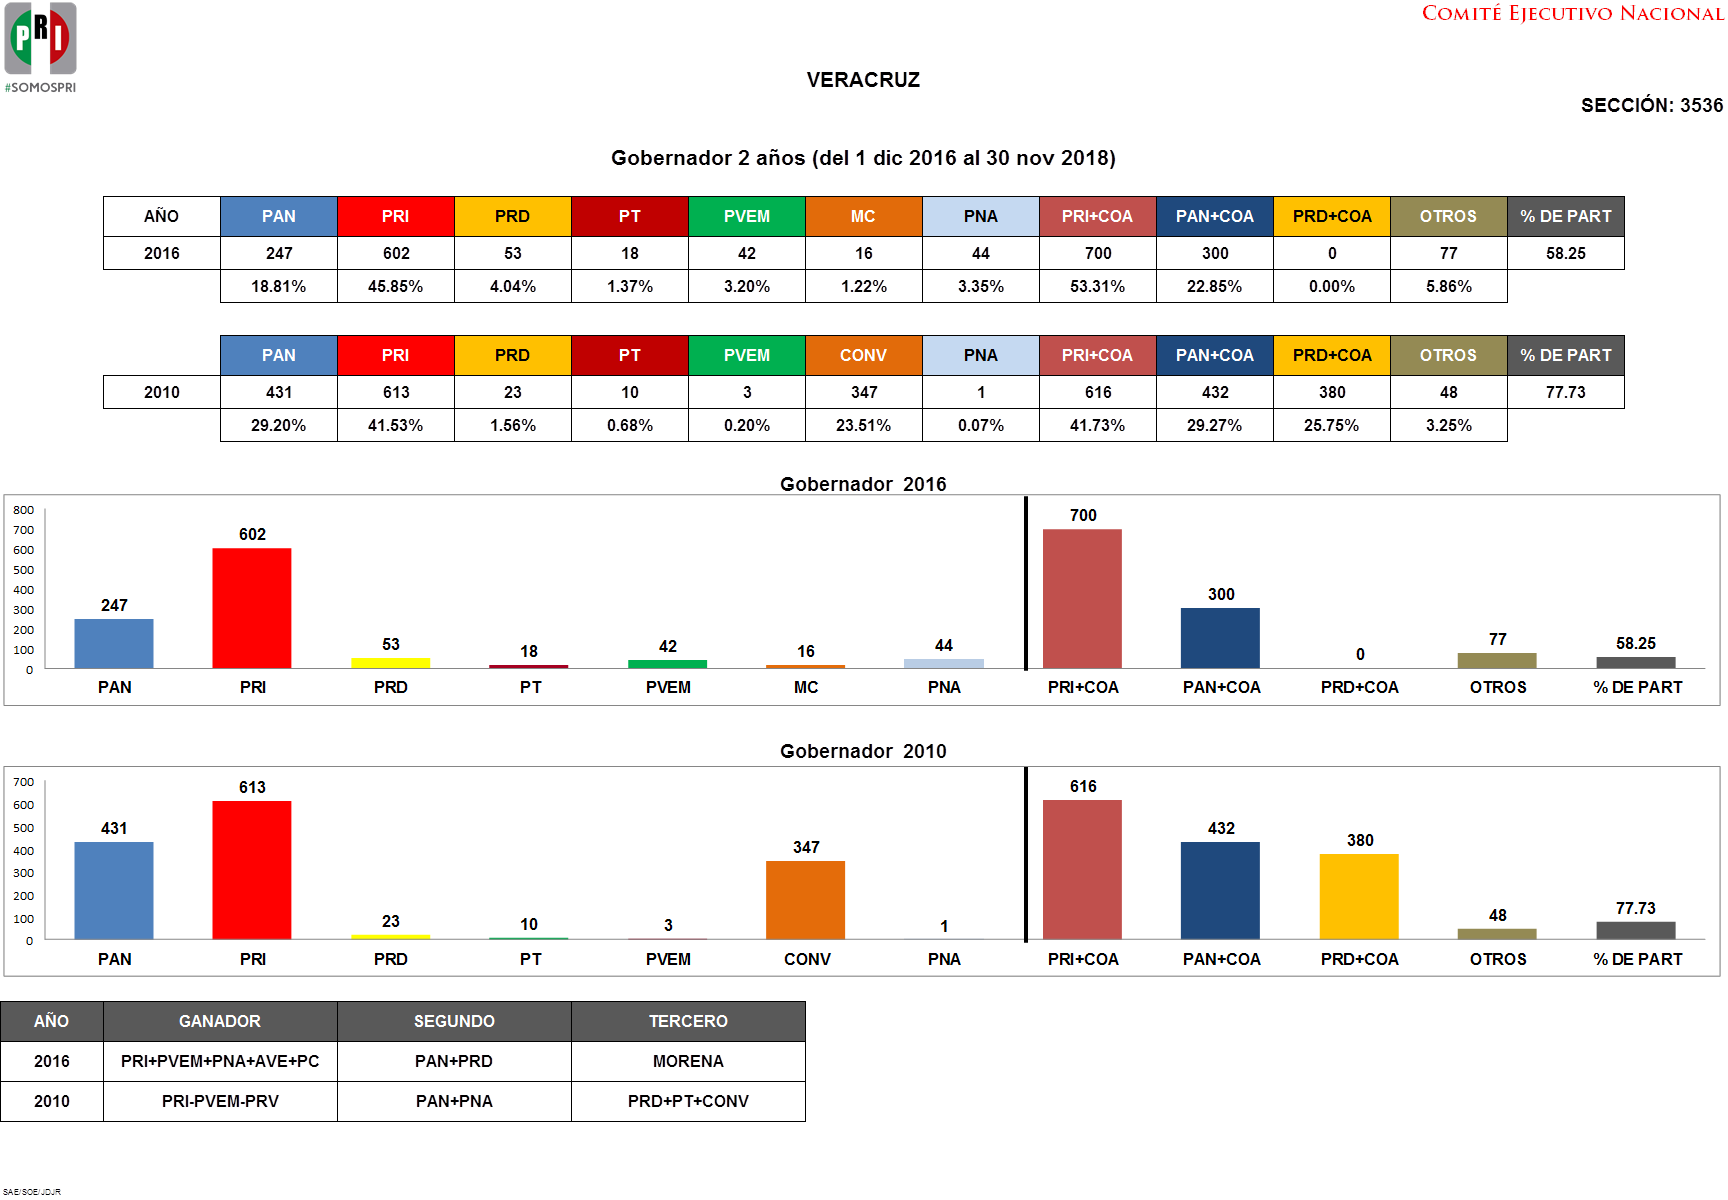 PRI
#SOMOSPRI
COMITÉ EJECUTIVO NACIONAL
VERACRUZ
SECCIÓN: 3536
Gobernador 2 años (del 1 dic 2016 al 30 nov 2018)
AÑO PAN PRI PRD PT PVEM MC PNA PRI+COA PAN+COA PRD+COA OTROS % DE PART
2016 247 602 53 18 42 16 44 700 300 0 77 58.25
18.81% 45.85% 4.04% 1.37% 3.20% 1.22% 3.35% 53.31% 22.85% 0.00% 5.86%
PAN PRI PRD PT PVEM CONV PNA PRI+COA PAN+COA PRD+COA OTROS % DE PART
2010 431 613 23 10 3 347 1 616 432 380 48 77.73
29.20% 41.53% 1.56% 0.68% 0.20% 23.51% 0.07% 41.73% 29.27% 25.75% 3.25%
Gobernador 2016
800
700
600
500
400
300
200
100
0
247 602 53 18 42 16 44 700 300 0 77 58.25
PAN PRI PRD PT PVEM MC PNA PRI+COA PAN+COA PRD+COA OTROS % DE PART
Gobernador 2010
700
600
500
400
300
200
100
0
431 613 23 10 3 347 1 616 432 380 48 77.73
PAN PRI PRD PT PVEM CONV PNA PRI+COA PAN+COA PRD+COA OTROS % DE PART
AÑO GANADOR SEGUNDO TERCERO
2016 PRI+PVEM+PNA+AVE+PC PAN+PRD MORENA
2010 PRI-PVEM-PRV PAN+PNA PRD+PT+CONV
SAE/SOE/JDJR